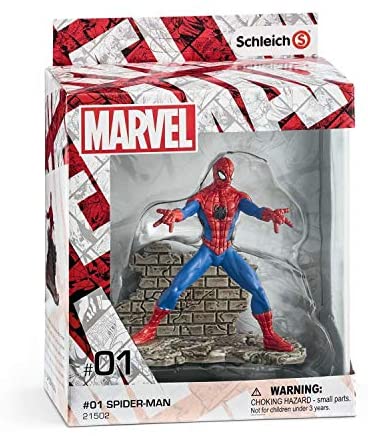 Schleich S
MARVEL
#01
#01 SPIDER-MAN
21502
WARNING:
CHOKING HAZARD - small parts.
Not for children under 3 years.